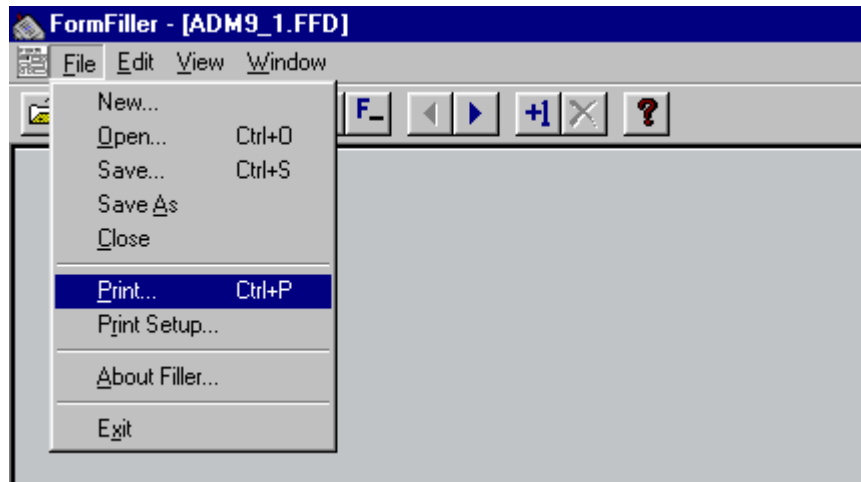 FormFiller - [ADM9_1.FFD]
File Edit View Window
F_ +1 ?
New...
Open... Ctrl+O
Save... Ctrl+S
Save As
Close
Print... Ctrl+P
Print Setup...
About Filler...
Exit